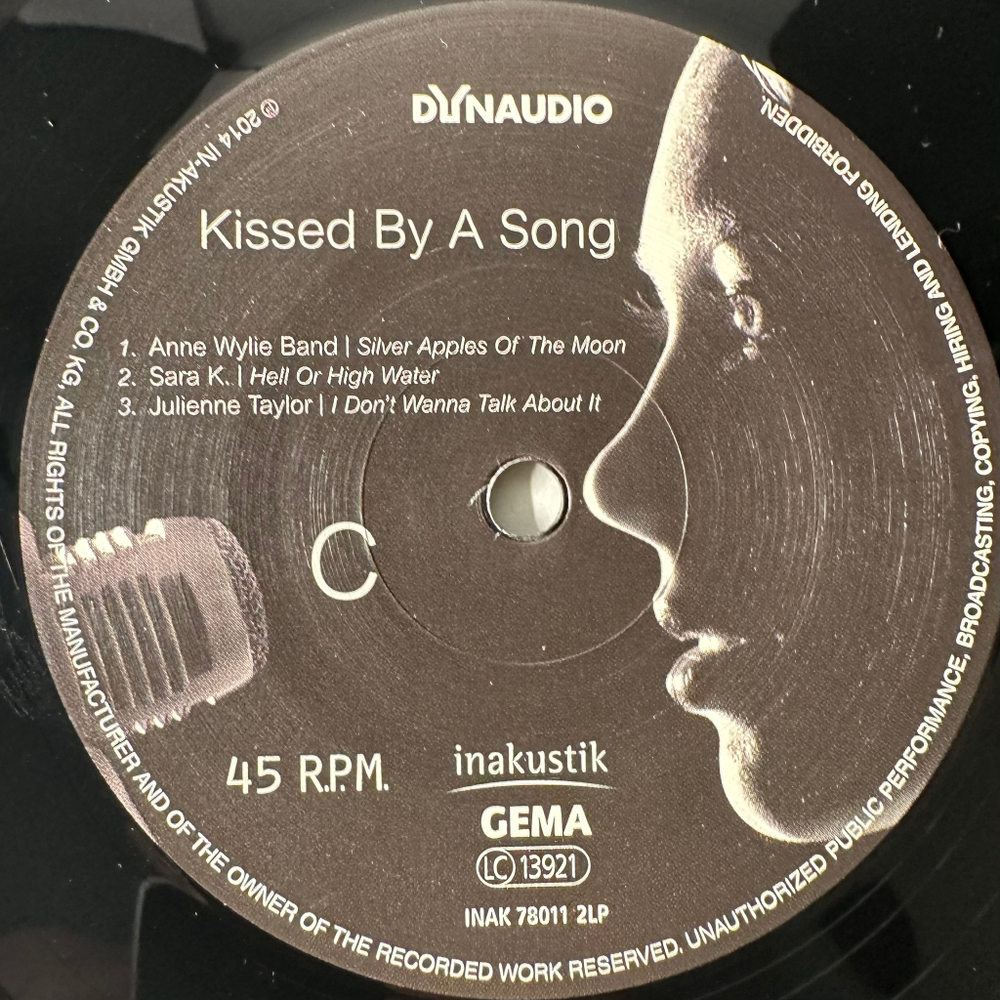 DYNAUDIO
Kissed By A Song
1. Anne Wylie Band | Silver Apples Of The Moon
2. Sara K. | Hell Or High Water
3. Julienne Taylor | I Don't Wanna Talk About It
C
45 R.P.M.
inakustik
GEMA
LC 13921
INAK 78011 2LP
℗ 2014 IN-AKUSTIK GMBH & CO. KG, ALL RIGHTS OF THE MANUFACTURER AND OF THE OWNER OF THE RECORDED WORK RESERVED. UNAUTHORIZED PUBLIC PERFORMANCE, BROADCASTING, COPYING, HIRING AND LENDING FORBIDDEN.